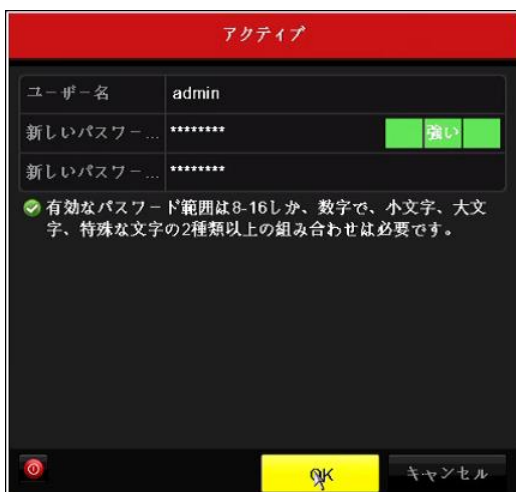 アクティブ
ユーザー名 admin
新しいパスワー... ******** 強い
新しいパスワー... ********
有効なパスワード範囲は8-16しか、数字で、小文字、大文
字、特殊な文字の2種類以上の組み合わせは必要です。
OK キャンセル